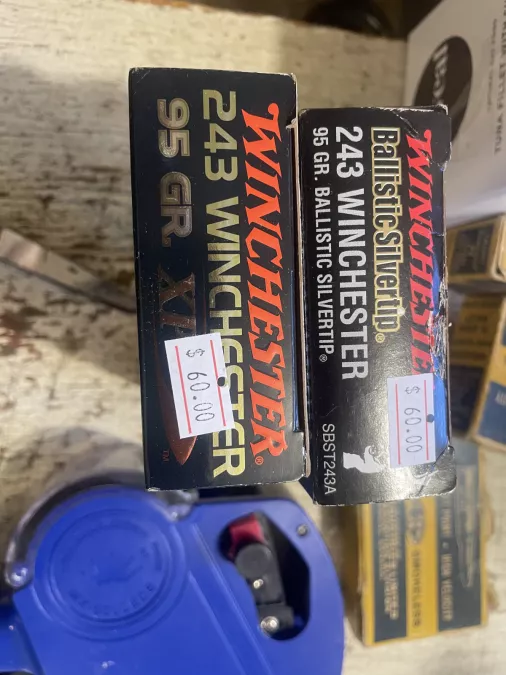 WINCHESTER®
243 WINCHESTER
95 GR.
$ 60.00
WINCHESTER
Ballistic Silvertip®
243 WINCHESTER
95 GR. BALLISTIC SILVERTIP®
SBST243A
$ 60.00